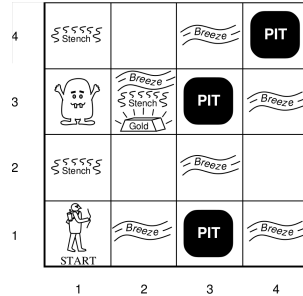 4
Stench
Breeze
PIT
3
Breeze
Stench
Gold
PIT
Breeze
2
Stench
Breeze
1
START
Breeze
PIT
Breeze
1 2 3 4